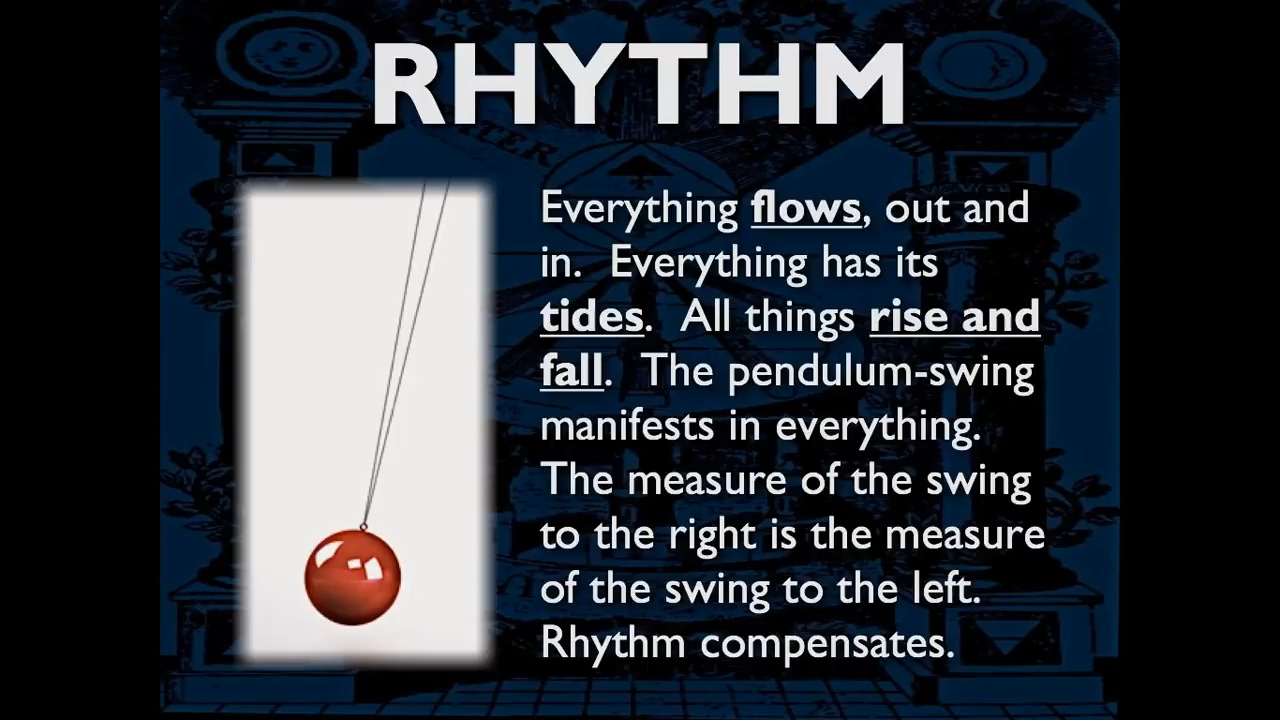 RHYTHM
TER
Everything flows, out and
in.  Everything has its
tides.  All things rise and
fall.  The pendulum-swing
manifests in everything.
The measure of the swing
to the right is the measure
of the swing to the left.
Rhythm compensates.